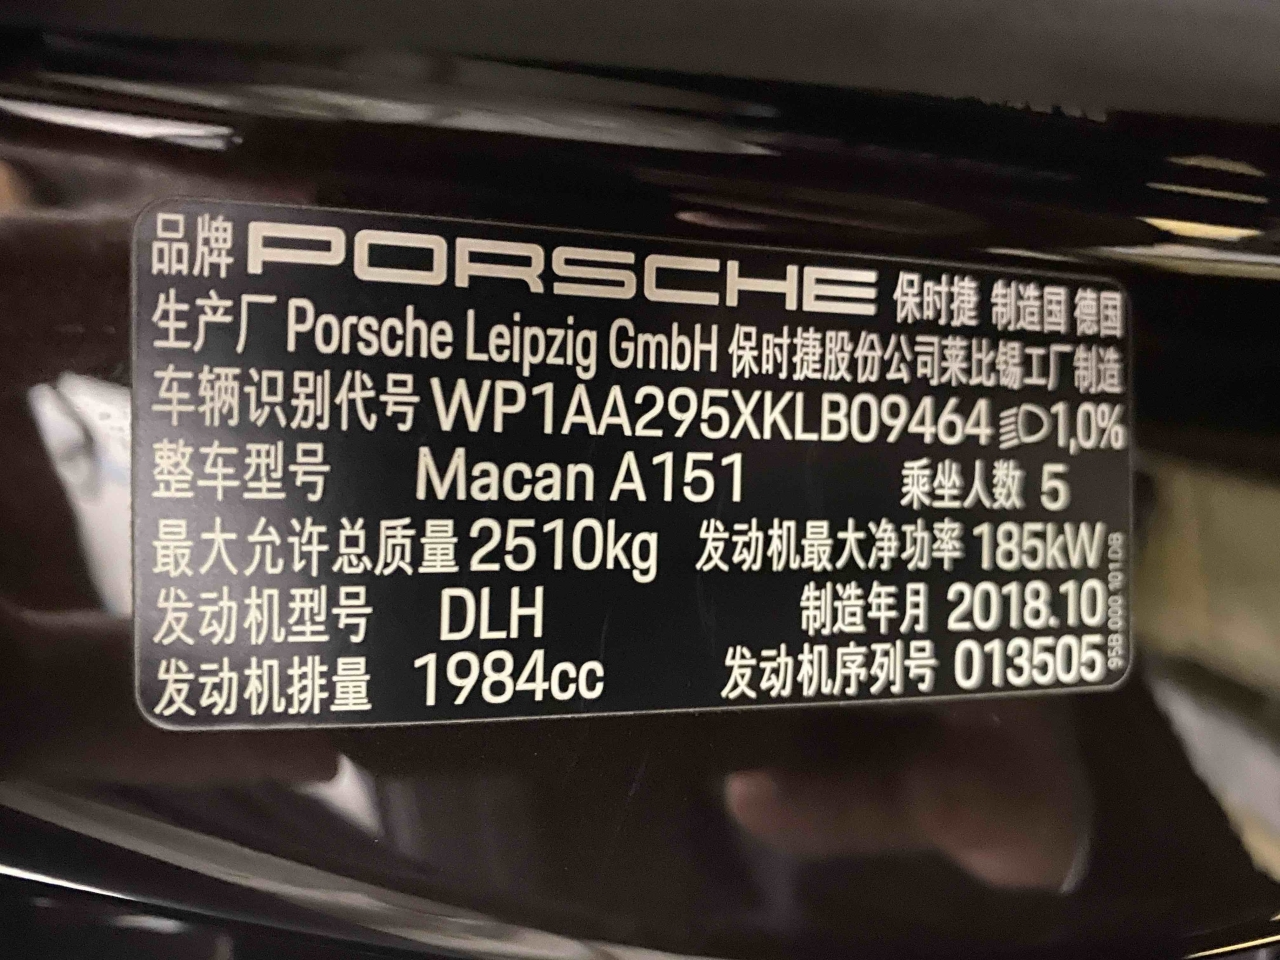 品牌 PORSCHE 保时捷 制造国 德国
生产厂 Porsche Leipzig GmbH 保时捷股份公司莱比锡工厂制造
车辆识别代号 WP1AA295XKLB09464 1,0%
整车型号 Macan A151 乘坐人数 5
最大允许总质量 2510kg 发动机最大净功率 185kW
发动机型号 DLH 制造年月 2018.10
发动机排量 1984cc 发动机序列号 013505
95B.000.101.DB